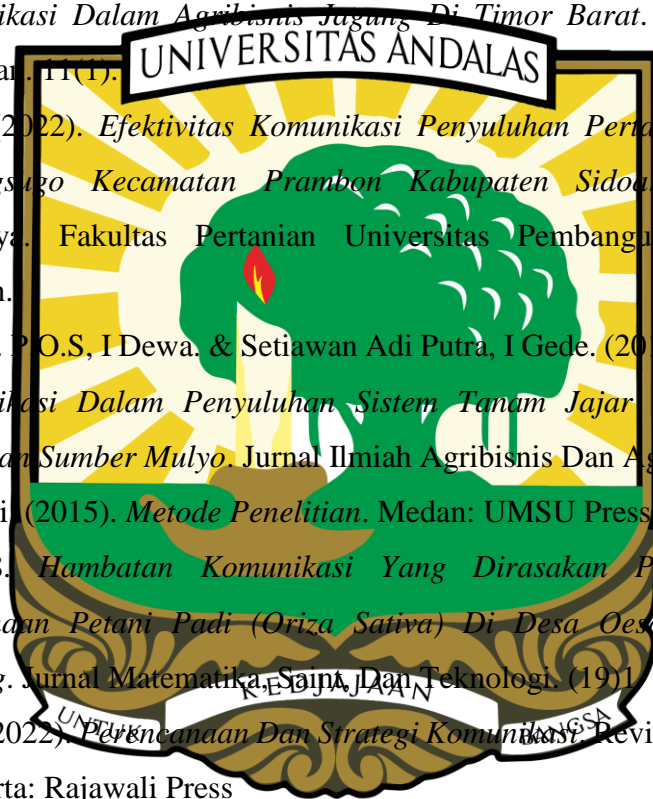 ikasi Dalam Agribisnis Jagung Di Timor Barat.
an. 11(1).
UNIVERSITAS ANDALAS
(2022). Efektivitas Komunikasi Penyuluhan Perta
gsugo Kecamatan Prambon Kabupaten Sidoa
ya. Fakultas Pertanian Universitas Pembangu
n.
. P.O.S, I Dewa. & Setiawan Adi Putra, I Gede. (201
ikasi Dalam Penyuluhan Sistem Tanam Jajar
an Sumber Mulyo. Jurnal Ilmiah Agribisnis Dan Ag
i. (2015). Metode Penelitian. Medan: UMSU Press
S. Hambatan Komunikasi Yang Dirasakan P
naan Petani Padi (Oriza Sativa) Di Desa Oes
g. Jurnal Matematika, Saint, Dan Teknologi. (19)1
KEDJAJAAN
2022). Perencanaan Dan Strategi Komunikasi. Revi
UNTUK BANGSA
rta: Rajawali Press